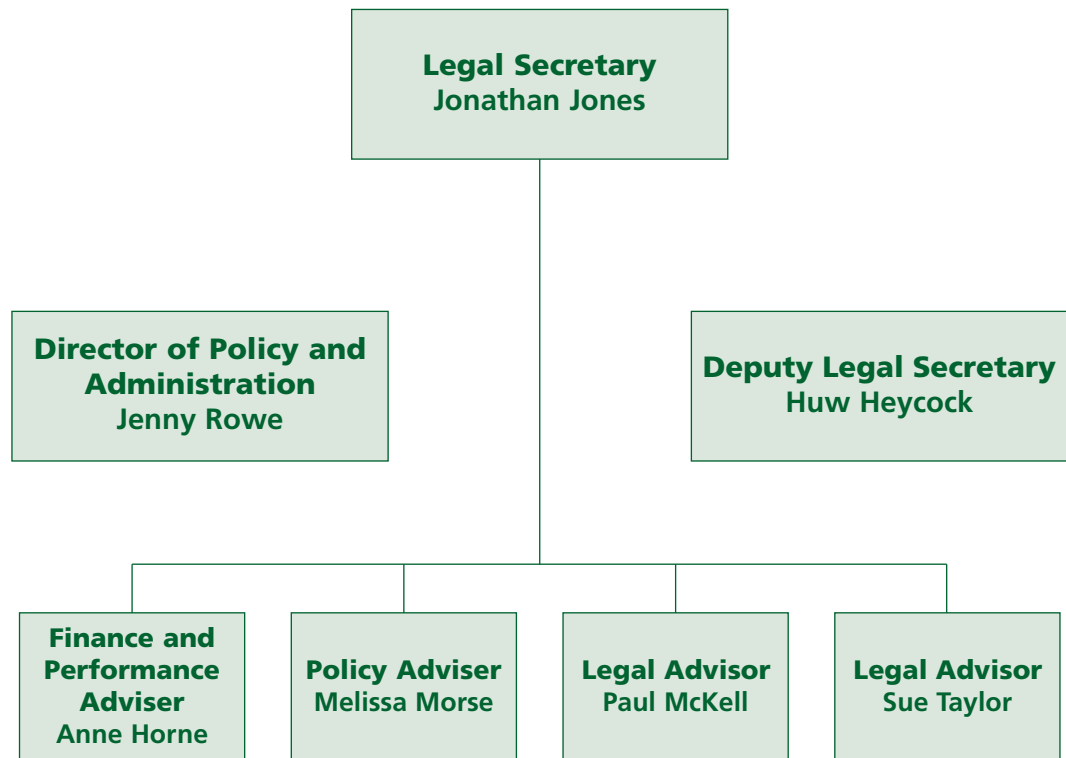 Legal Secretary
Jonathan Jones
Director of Policy and
Administration
Jenny Rowe
Deputy Legal Secretary
Huw Heycock
Finance and
Performance
Adviser
Anne Horne
Policy Adviser
Melissa Morse
Legal Advisor
Paul McKell
Legal Advisor
Sue Taylor